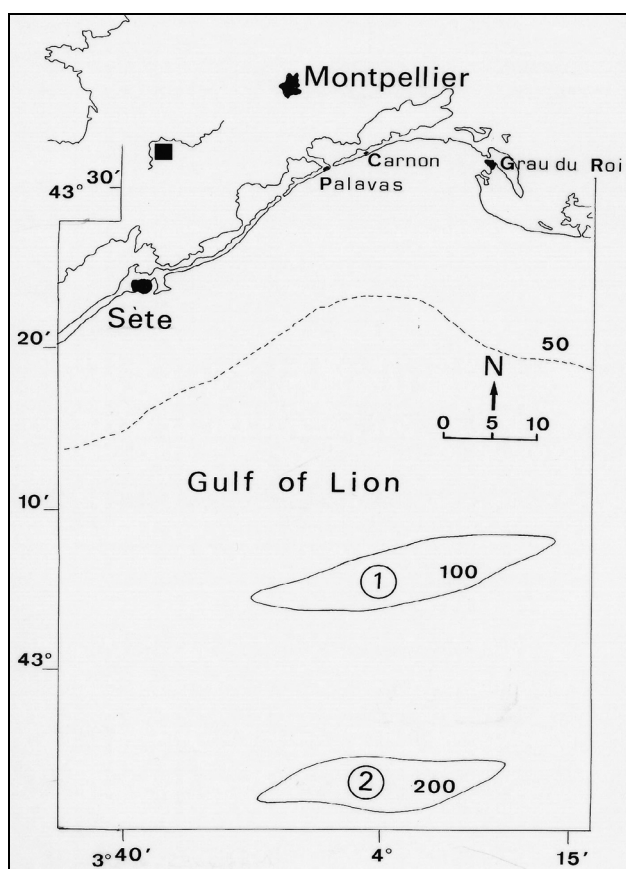 Montpellier
Carnon
Grau du Roi
43° 30′
Palavas
Sète
20′
50
N
0 5 10
Gulf of Lion
10′
1
100
43°
2
200
3° 40′
4°
15′